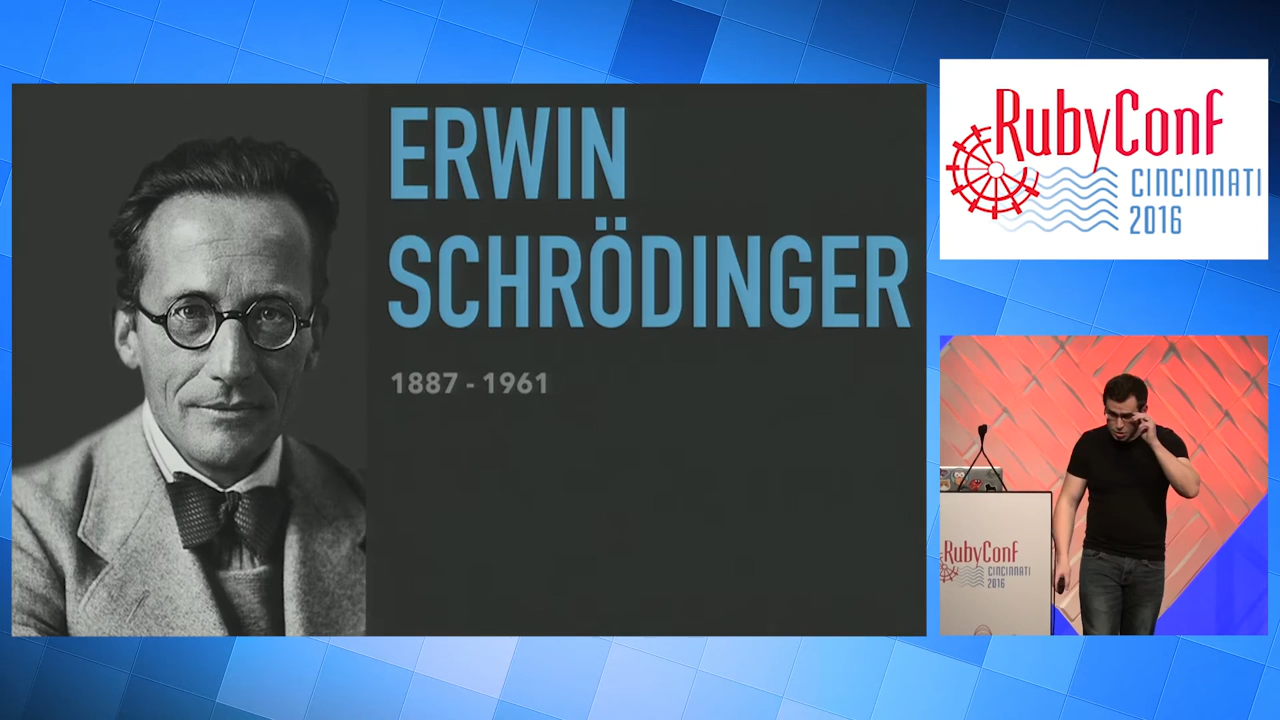 ERWIN
SCHRÖDINGER
1887 - 1961
RubyConf
CINCINNATI
2016
RubyConf
CINCINNATI
2016